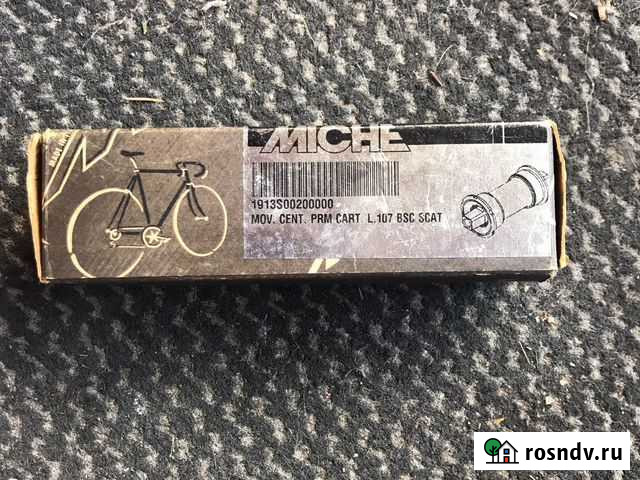 MICHE
1913S00200000
MOV. CENT. PRM CART L.107 BSC SCAT
rosndv.ru